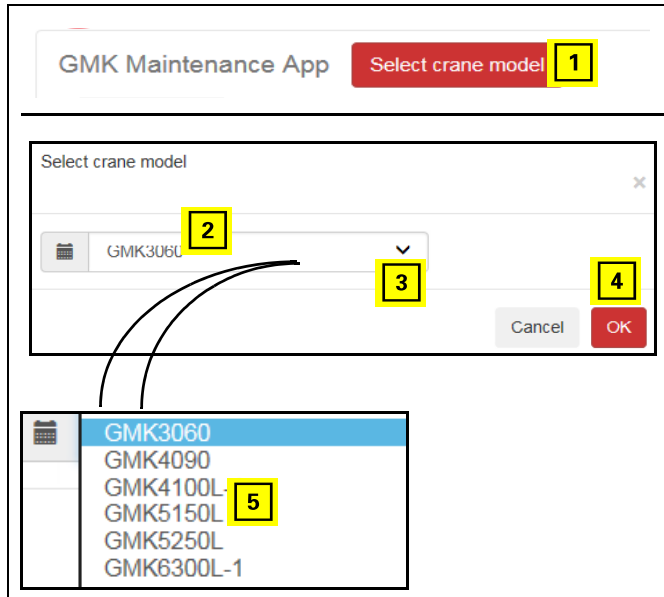 GMK Maintenance App Select crane model 1
Select crane model
×
GMK3060 2
3
4
Cancel OK
GMK3060
GMK4090
GMK4100L-
GMK5150L 5
GMK5250L
GMK6300L-1